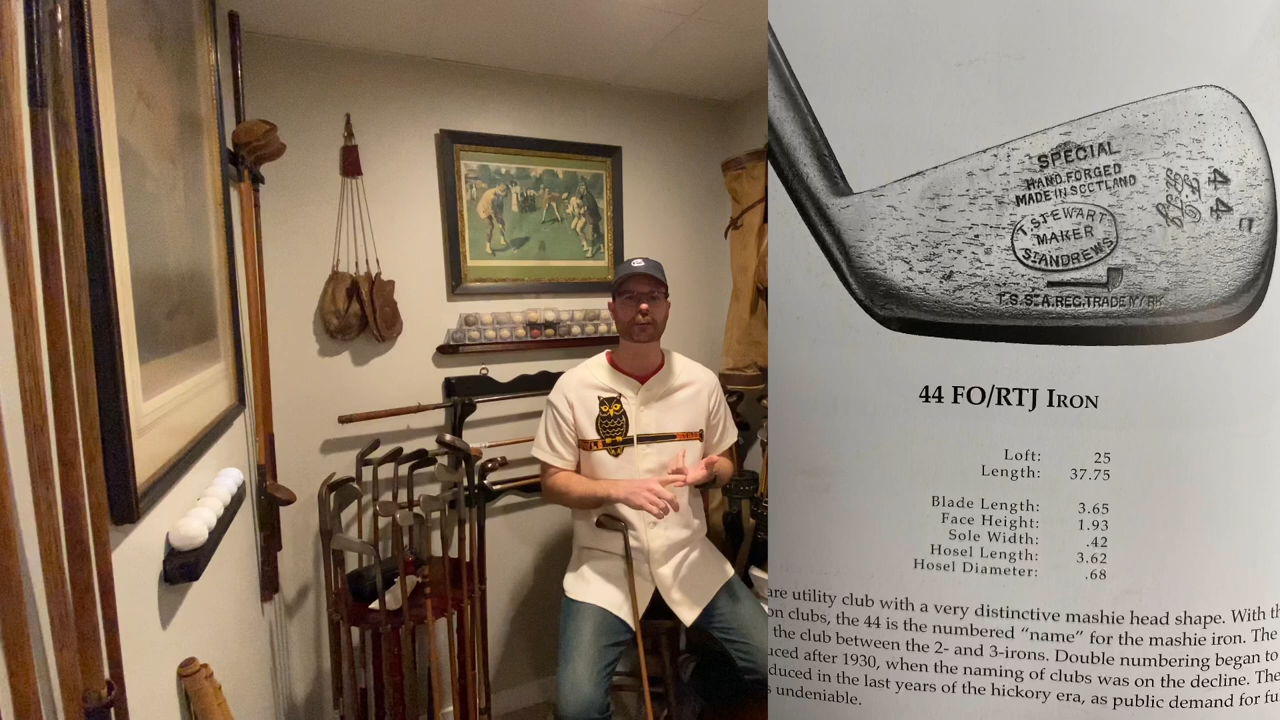 SPECIAL
HAND FORGED
MADE IN SCOTLAND
T. STEWART
MAKER
ST ANDREWS
T.S.ST.A.REG.TRADE MARK
44
44 FO/RTJ IRON
Loft: 25
Length: 37.75
Blade Length: 3.65
Face Height: 1.93
Sole Width: .42
Hosel Length: 3.62
Hosel Diameter: .68
are utility club with a very distinctive mashie head shape. With th
on clubs, the 44 is the numbered “name” for the mashie iron. The
the club between the 2- and 3-irons. Double numbering began to
uced after 1930, when the naming of clubs was on the decline. The
duced in the last years of the hickory era, as public demand for fu
s undeniable.